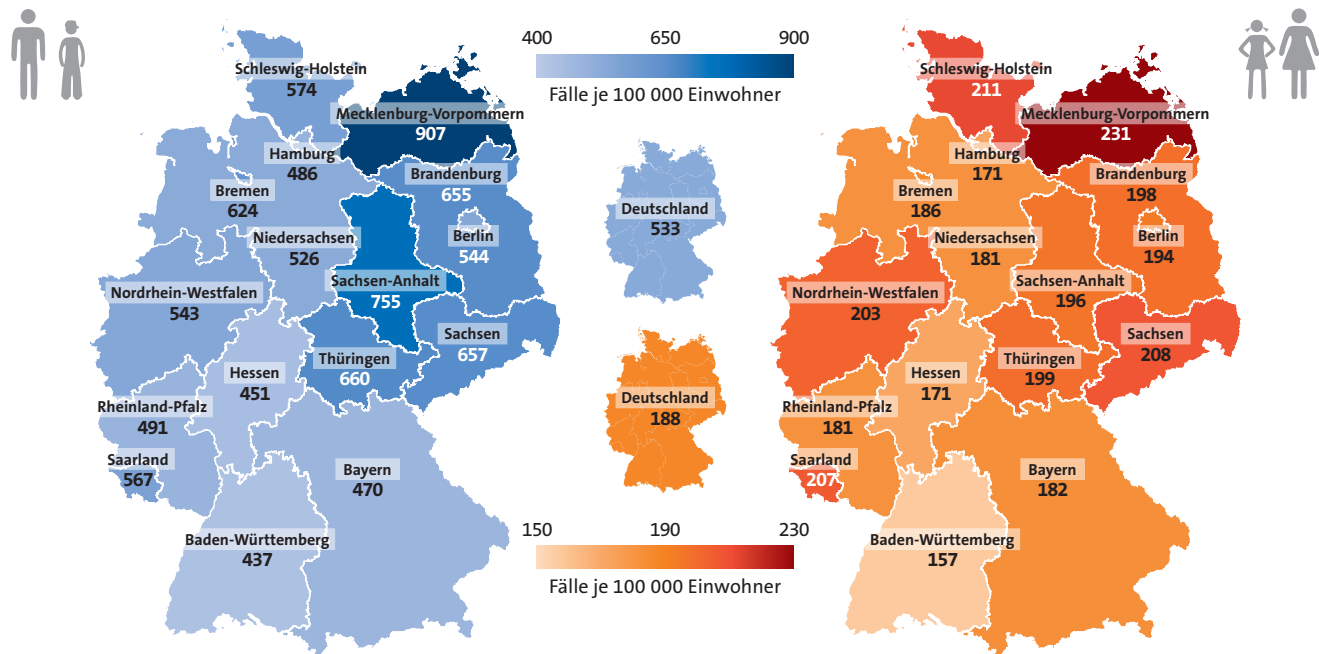 400 650 900
Fälle je 100 000 Einwohner
Schleswig-Holstein
574
Mecklenburg-Vorpommern
907
Hamburg
486
Brandenburg
655
Bremen
624
Niedersachsen
526
Berlin
544
Sachsen-Anhalt
755
Nordrhein-Westfalen
543
Sachsen
657
Thüringen
660
Hessen
451
Rheinland-Pfalz
491
Saarland
567
Bayern
470
Baden-Württemberg
437
Deutschland
533
Deutschland
188
150 190 230
Fälle je 100 000 Einwohner
Schleswig-Holstein
211
Mecklenburg-Vorpommern
231
Hamburg
171
Brandenburg
198
Bremen
186
Niedersachsen
181
Berlin
194
Sachsen-Anhalt
196
Nordrhein-Westfalen
203
Sachsen
208
Thüringen
199
Hessen
171
Rheinland-Pfalz
181
Saarland
207
Bayern
182
Baden-Württemberg
157